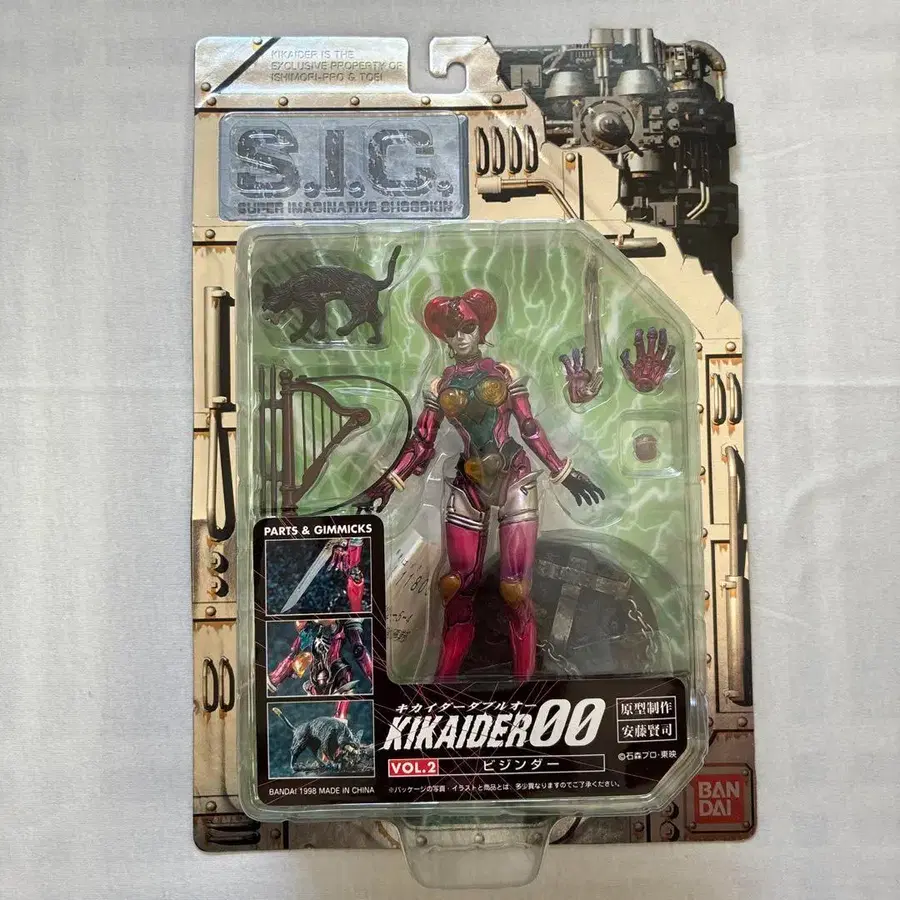 KIKAIDER IS THE
EXCLUSIVE PROPERTY OF
ISHIMORI-PRO & TOEI
S.I.C.
SUPER IMAGINATIVE CHOGOKIN
PARTS & GIMMICKS
キカイダーダブルオー
KIKAIDER00
VOL.2 ビジンダー
原型制作
安藤賢司
©石森プロ・東映
BANDAI 1998 MADE IN CHINA
※パッケージの写真・イラストと商品とは、多少異なりますのでご了承ください。
BAN
DAI